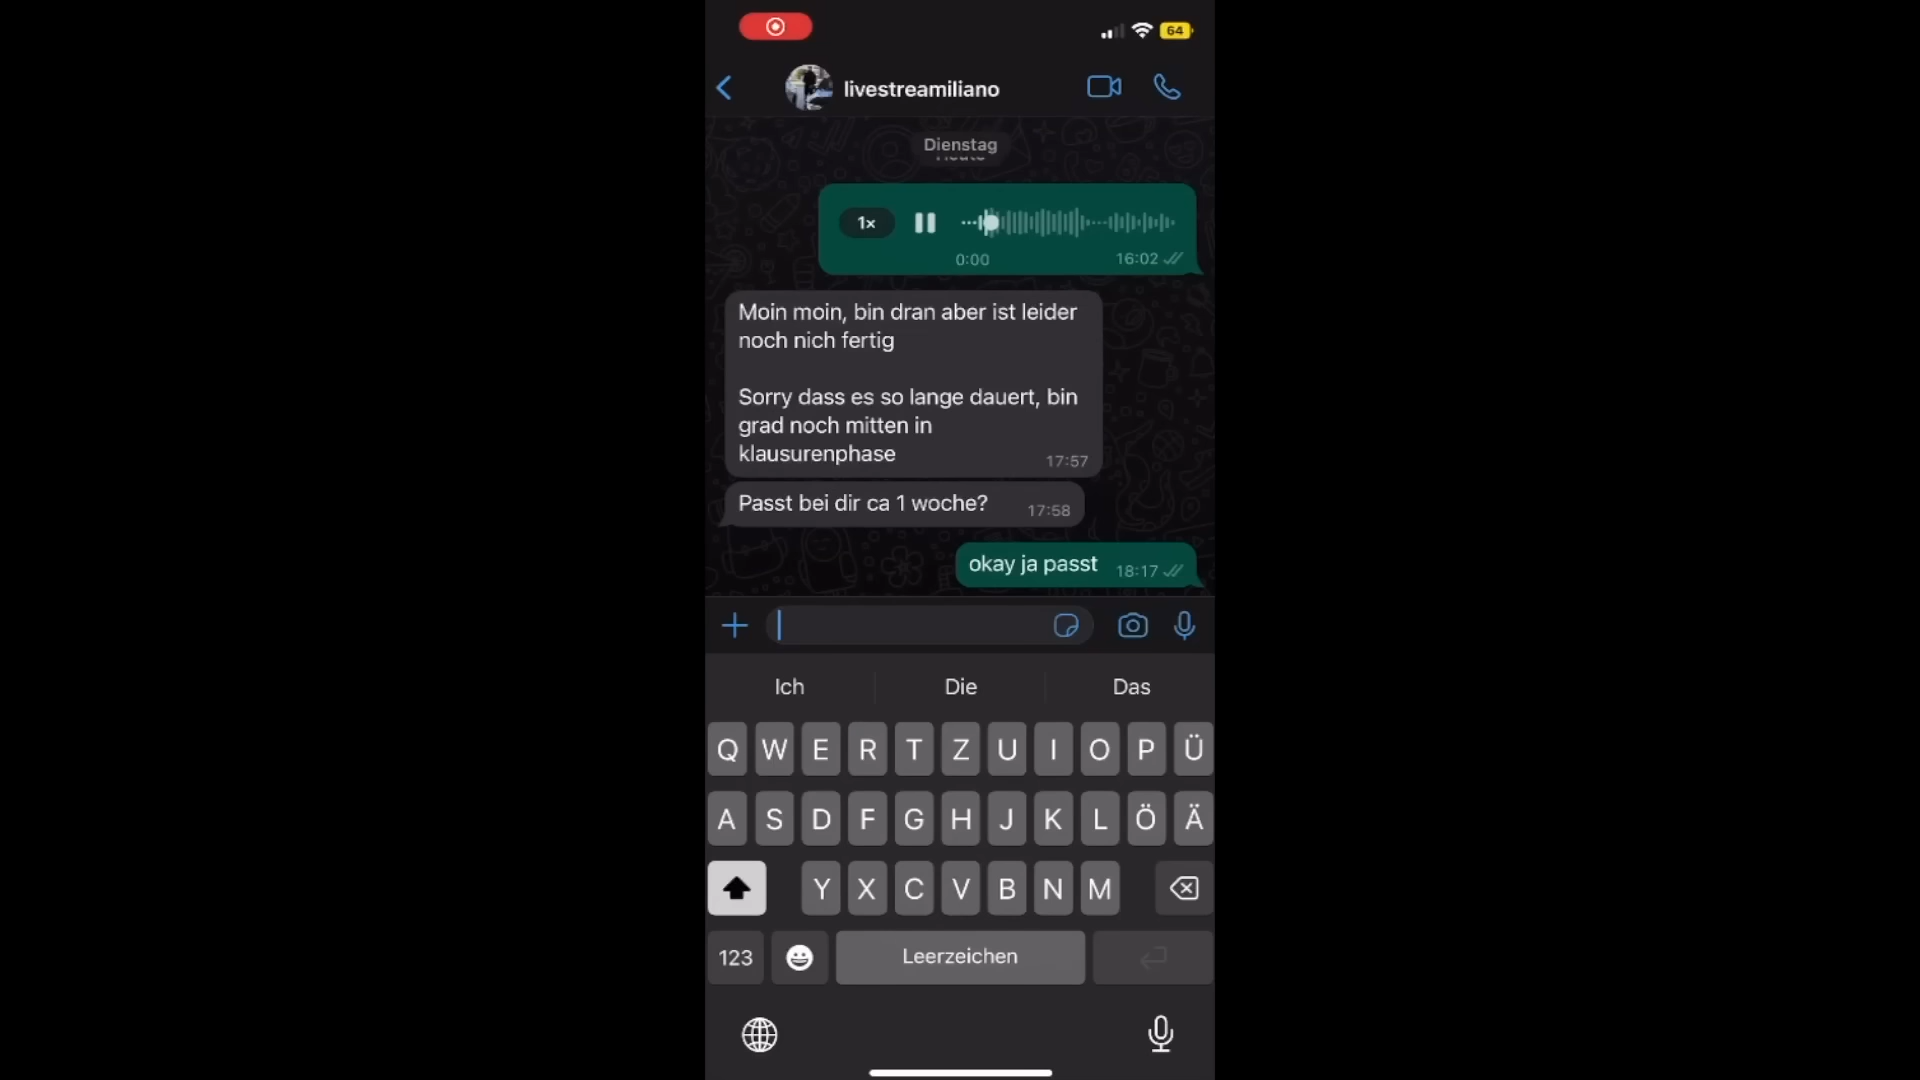 64
livestreamiliano
Dienstag
1x
0:00
16:02
Moin moin, bin dran aber ist leider
noch nich fertig
Sorry dass es so lange dauert, bin
grad noch mitten in
klausurenphase
17:57
Passt bei dir ca 1 woche?
17:58
okay ja passt
18:17
Ich
Die
Das
Q W E R T Z U I O P Ü
A S D F G H J K L Ö Ä
Y X C V B N M
123
Leerzeichen